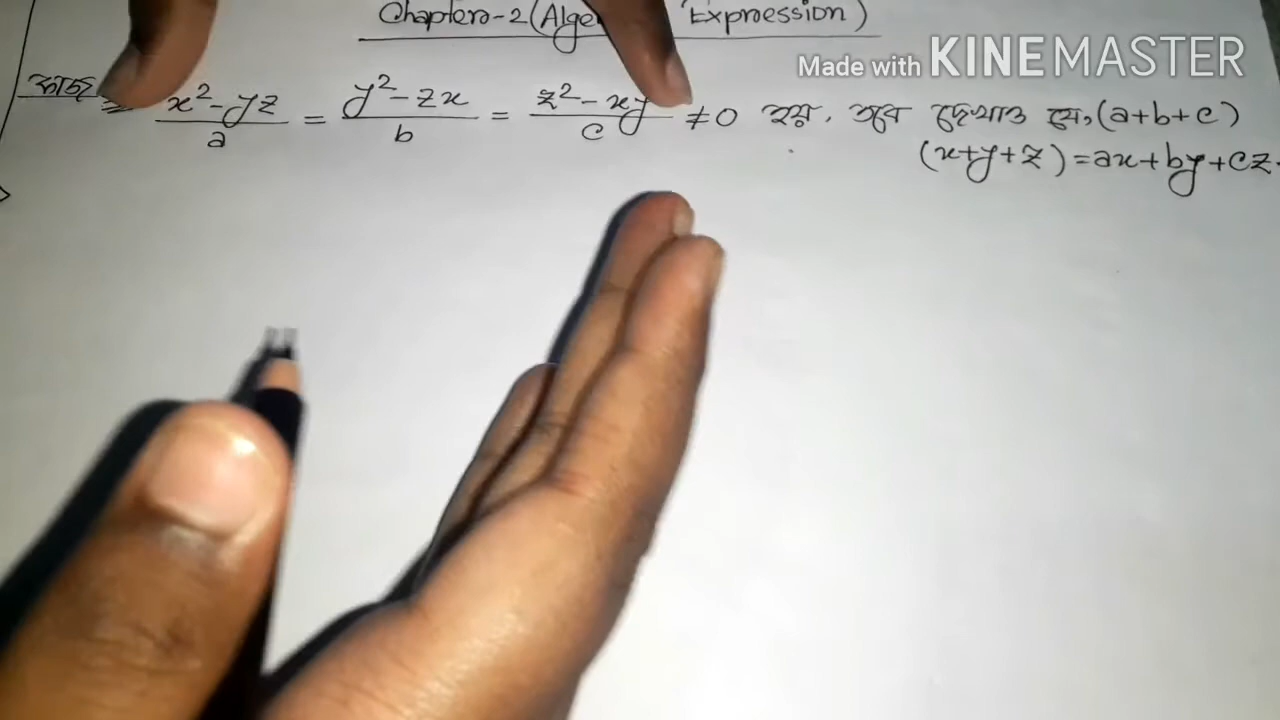 Chapter-2 (Alge Expression)
Made with KINEMASTER
কাজঃ x²-yz/a = y²-zx/b = z²-xy/c ≠0 হয়, তবে দেখাও যে, (a+b+c)
(x+y+z)=ax+by+cz.